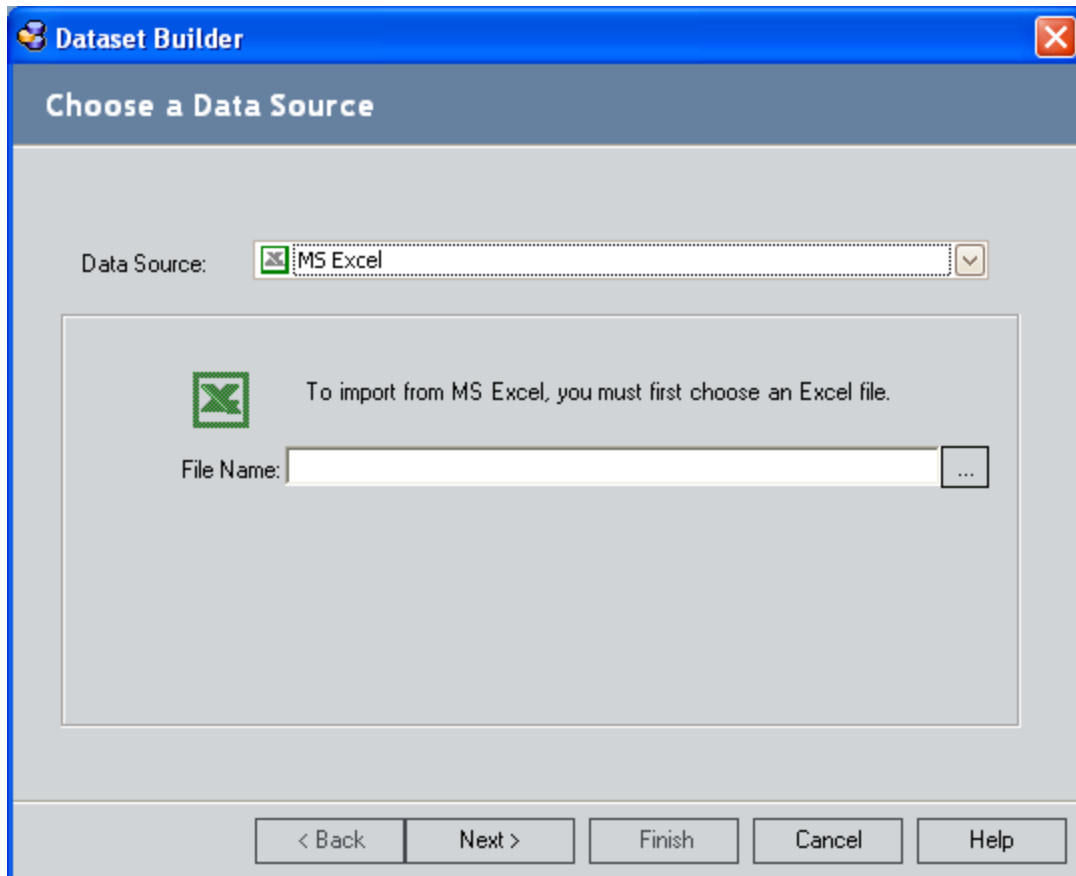 Dataset Builder
Choose a Data Source
Data Source: MS Excel
To import from MS Excel, you must first choose an Excel file.
File Name: ...
< Back Next > Finish Cancel Help